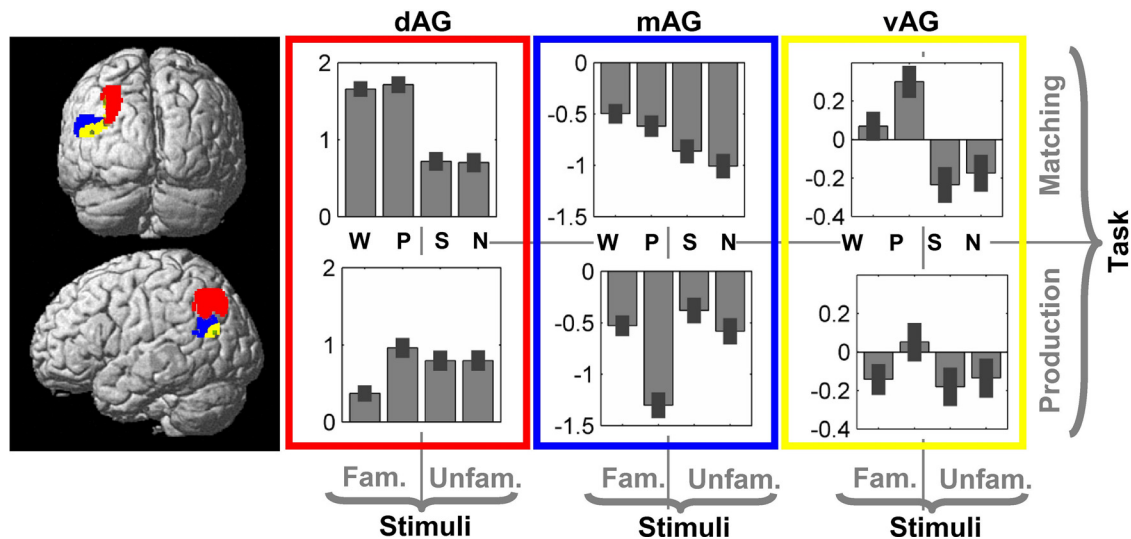 dAG mAG vAG
2 0 0.2
1 -0.5 0
-1 -0.2
0 -1.5 -0.4
Matching
W P S N W P S N W P S N
Task
2 0 0.2
1 -0.5 0
-1 -0.2
0 -1.5 -0.4
Production
Fam. Unfam. Fam. Unfam. Fam. Unfam.
Stimuli Stimuli Stimuli